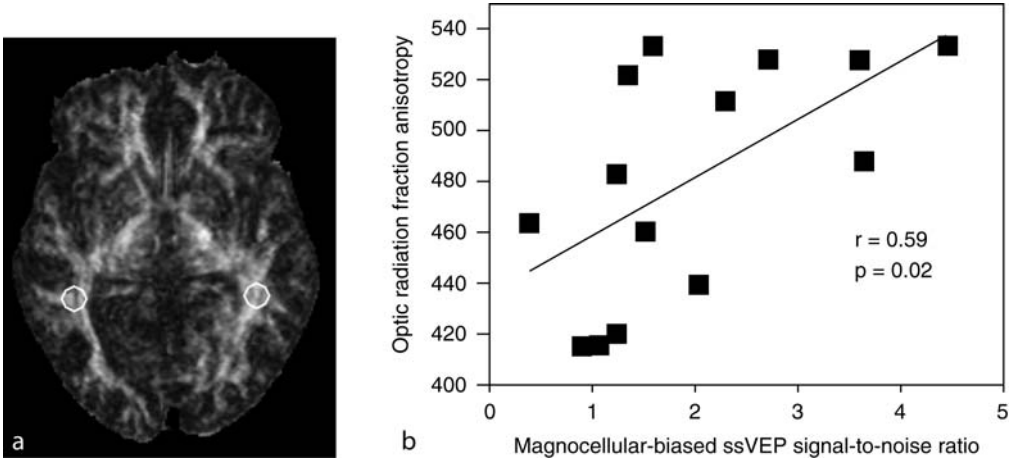 a
b
Optic radiation fraction anisotropy
540
520
500
480
460
440
420
400
r = 0.59
p = 0.02
0 1 2 3 4 5
Magnocellular-biased ssVEP signal-to-noise ratio